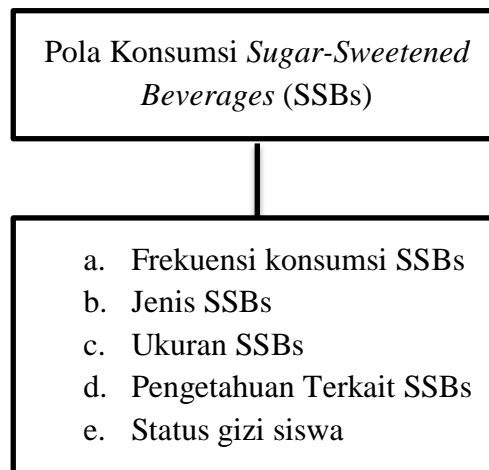 Pola Konsumsi Sugar-Sweetened
Beverages (SSBs)
a. Frekuensi konsumsi SSBs
b. Jenis SSBs
c. Ukuran SSBs
d. Pengetahuan Terkait SSBs
e. Status gizi siswa